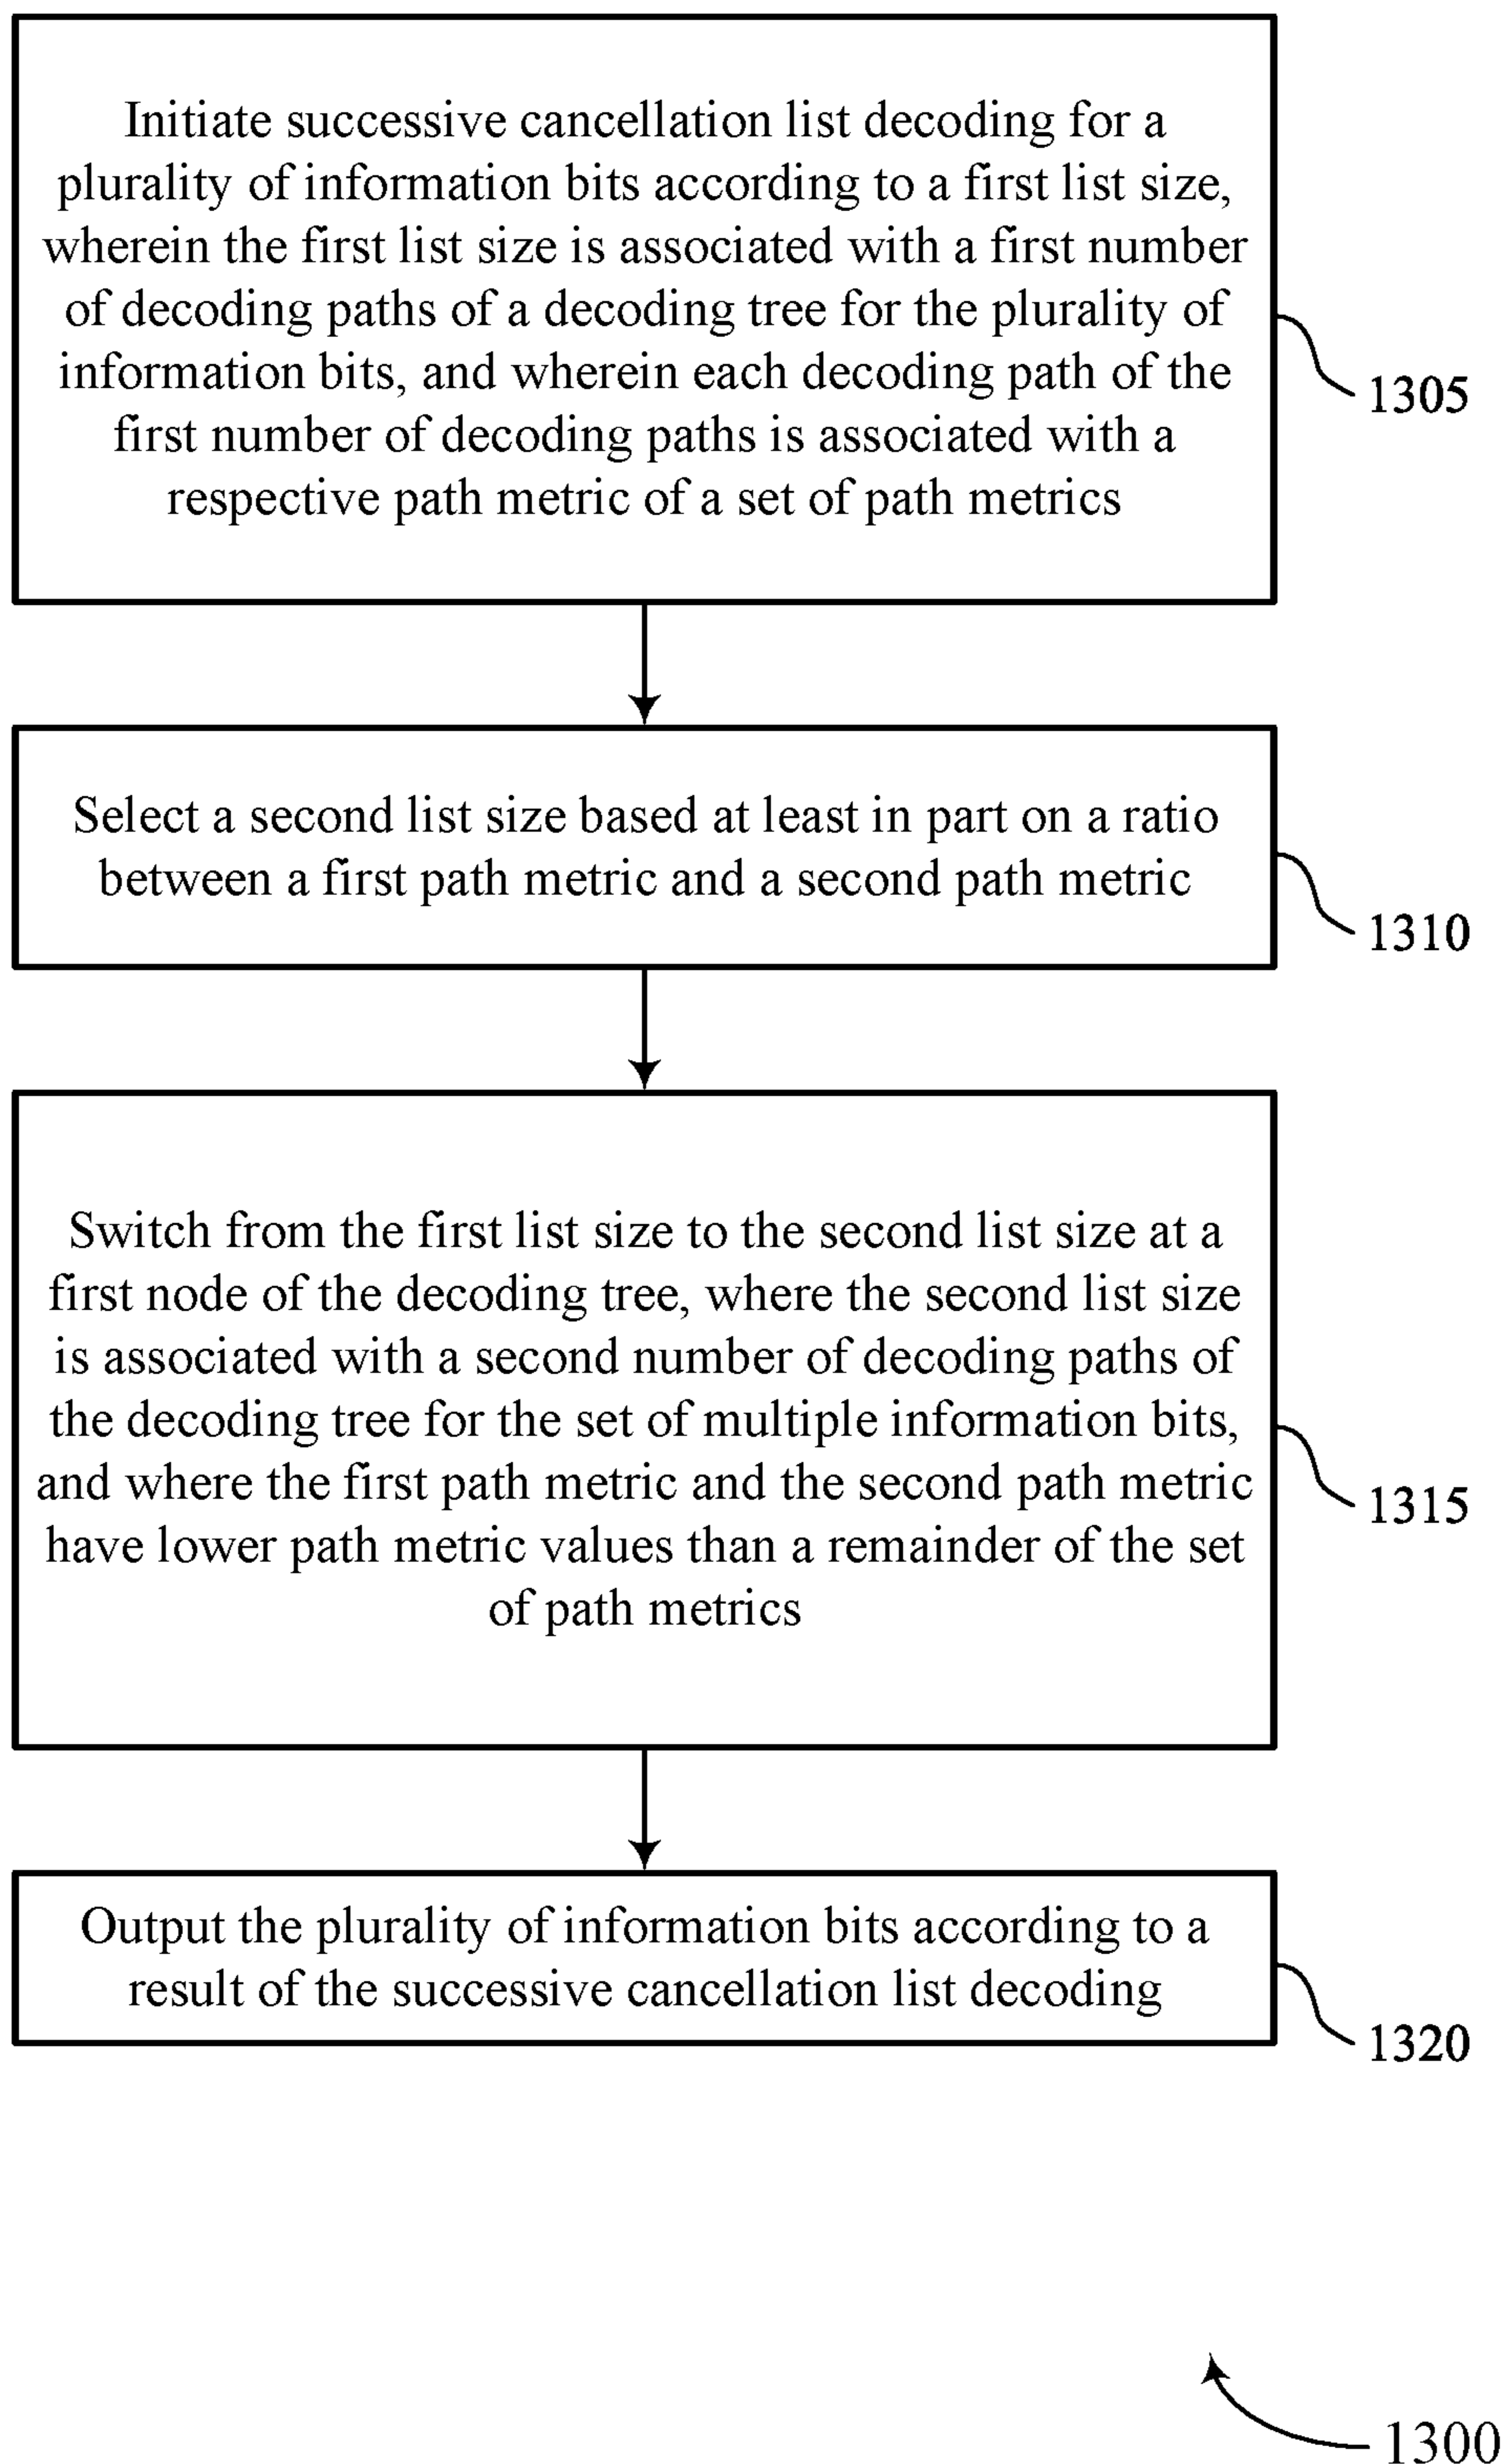 Initiate successive cancellation list decoding for a
plurality of information bits according to a first list size,
wherein the first list size is associated with a first number
of decoding paths of a decoding tree for the plurality of
information bits, and wherein each decoding path of the
first number of decoding paths is associated with a
respective path metric of a set of path metrics
1305
Select a second list size based at least in part on a ratio
between a first path metric and a second path metric
1310
Switch from the first list size to the second list size at a
first node of the decoding tree, where the second list size
is associated with a second number of decoding paths of
the decoding tree for the set of multiple information bits,
and where the first path metric and the second path metric
have lower path metric values than a remainder of the set
of path metrics
1315
Output the plurality of information bits according to a
result of the successive cancellation list decoding
1320
1300